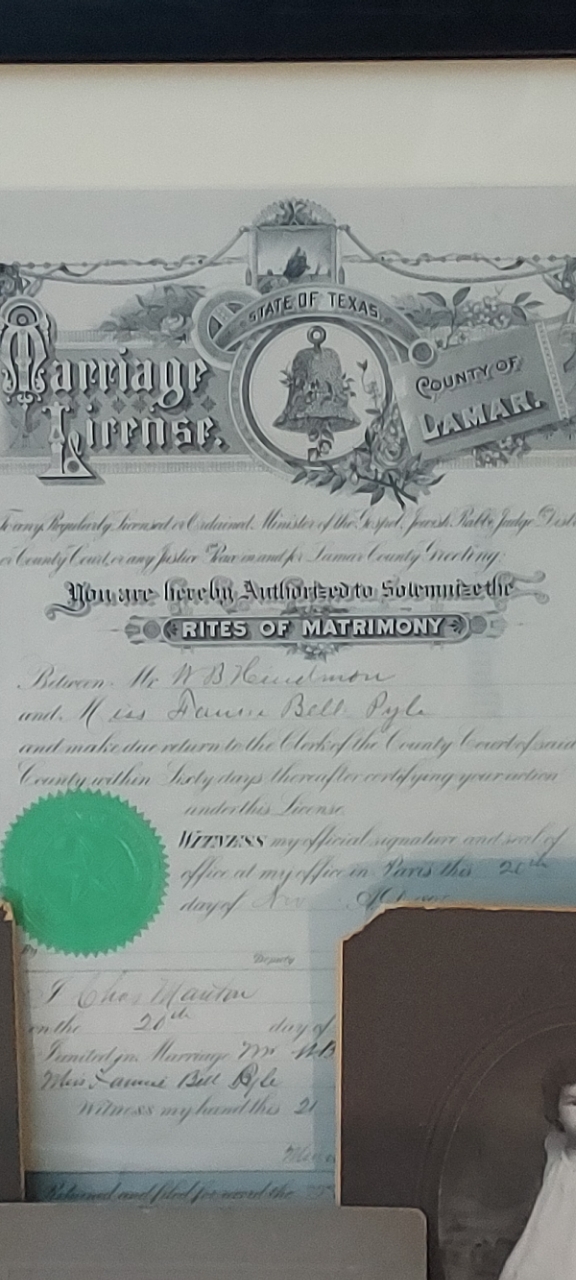 STATE OF TEXAS.
Marriage
License.
COUNTY OF
LAMAR.
To any Regularly Licensed or Ordained Minister of the Gospel, Jewish Rabbi, Judge
or County Court, or any Justice Peace in and for Lamar County Greeting:
You are hereby Authorized to Solemnize the
RITES OF MATRIMONY
Between Mr W B Hindmon
and Miss Fannie Bell Pyle
and make due return to the Clerk of the County Court of said
County within Sixty days thereafter certifying your action
under this License.
WITNESS my official signature and seal of
office at my office in Paris this 20th
day of Nov
By
Deputy
I Chas Manton
on the 20th day of
United in Marriage Mr WB
Miss Fannie Bell Pyle
Witness my hand this 21
Returned and filed for record the